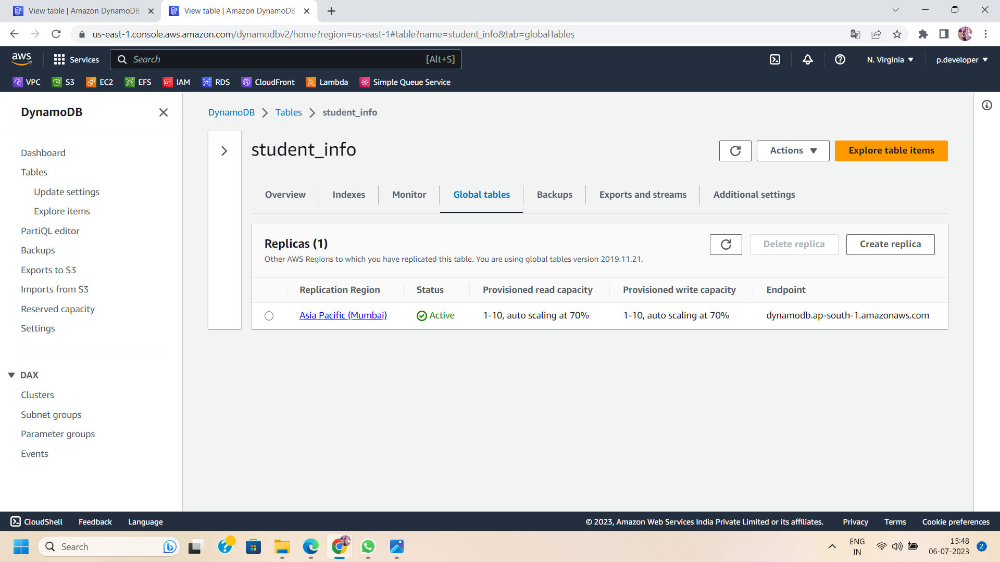 View table | Amazon DynamoDB
View table | Amazon DynamoDB
us-east-1.console.aws.amazon.com/dynamodbv2/home?region=us-east-1#table?name=student_info&tab=globalTables
aws
Services
Search
[Alt+S]
N. Virginia
p.developer
VPC
S3
EC2
EFS
IAM
RDS
CloudFront
Lambda
Simple Queue Service
DynamoDB
Dashboard
Tables
Update settings
Explore items
PartiQL editor
Backups
Exports to S3
Imports from S3
Reserved capacity
Settings
DAX
Clusters
Subnet groups
Parameter groups
Events
DynamoDB
Tables
student_info
student_info
Actions
Explore table items
Overview
Indexes
Monitor
Global tables
Backups
Exports and streams
Additional settings
Replicas (1)
Other AWS Regions to which you have replicated this table. You are using global tables version 2019.11.21.
Delete replica
Create replica
Replication Region
Status
Provisioned read capacity
Provisioned write capacity
Endpoint
Asia Pacific (Mumbai)
Active
1-10, auto scaling at 70%
1-10, auto scaling at 70%
dynamodb.ap-south-1.amazonaws.com
CloudShell
Feedback
Language
© 2023, Amazon Web Services India Private Limited or its affiliates.
Privacy
Terms
Cookie preferences
Search
ENG
IN
15:48
06-07-2023
2